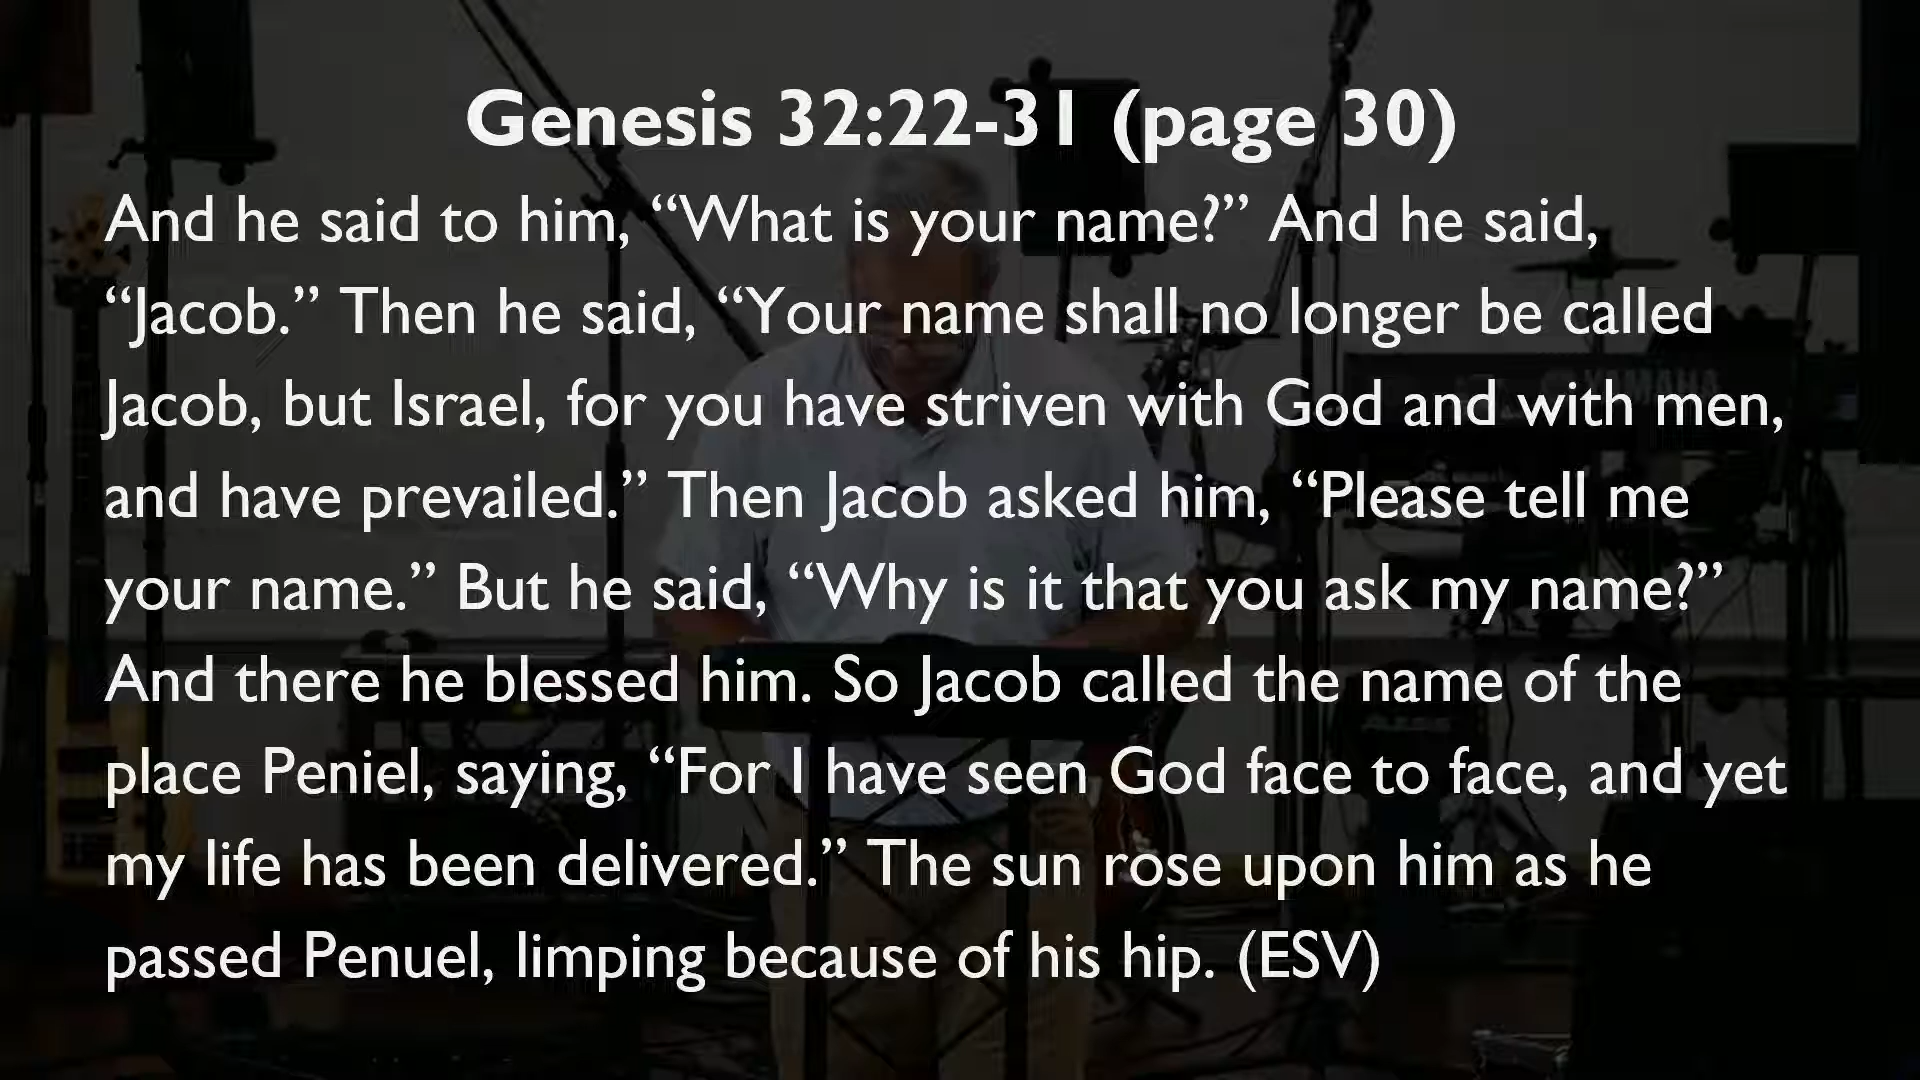 Genesis 32:22-31 (page 30)
And he said to him, “What is your name?” And he said,
“Jacob.” Then he said, “Your name shall no longer be called
Jacob, but Israel, for you have striven with God and with men,
and have prevailed.” Then Jacob asked him, “Please tell me
your name.” But he said, “Why is it that you ask my name?”
And there he blessed him. So Jacob called the name of the
place Peniel, saying, “For I have seen God face to face, and yet
my life has been delivered.” The sun rose upon him as he
passed Penuel, limping because of his hip. (ESV)
YAMAHA